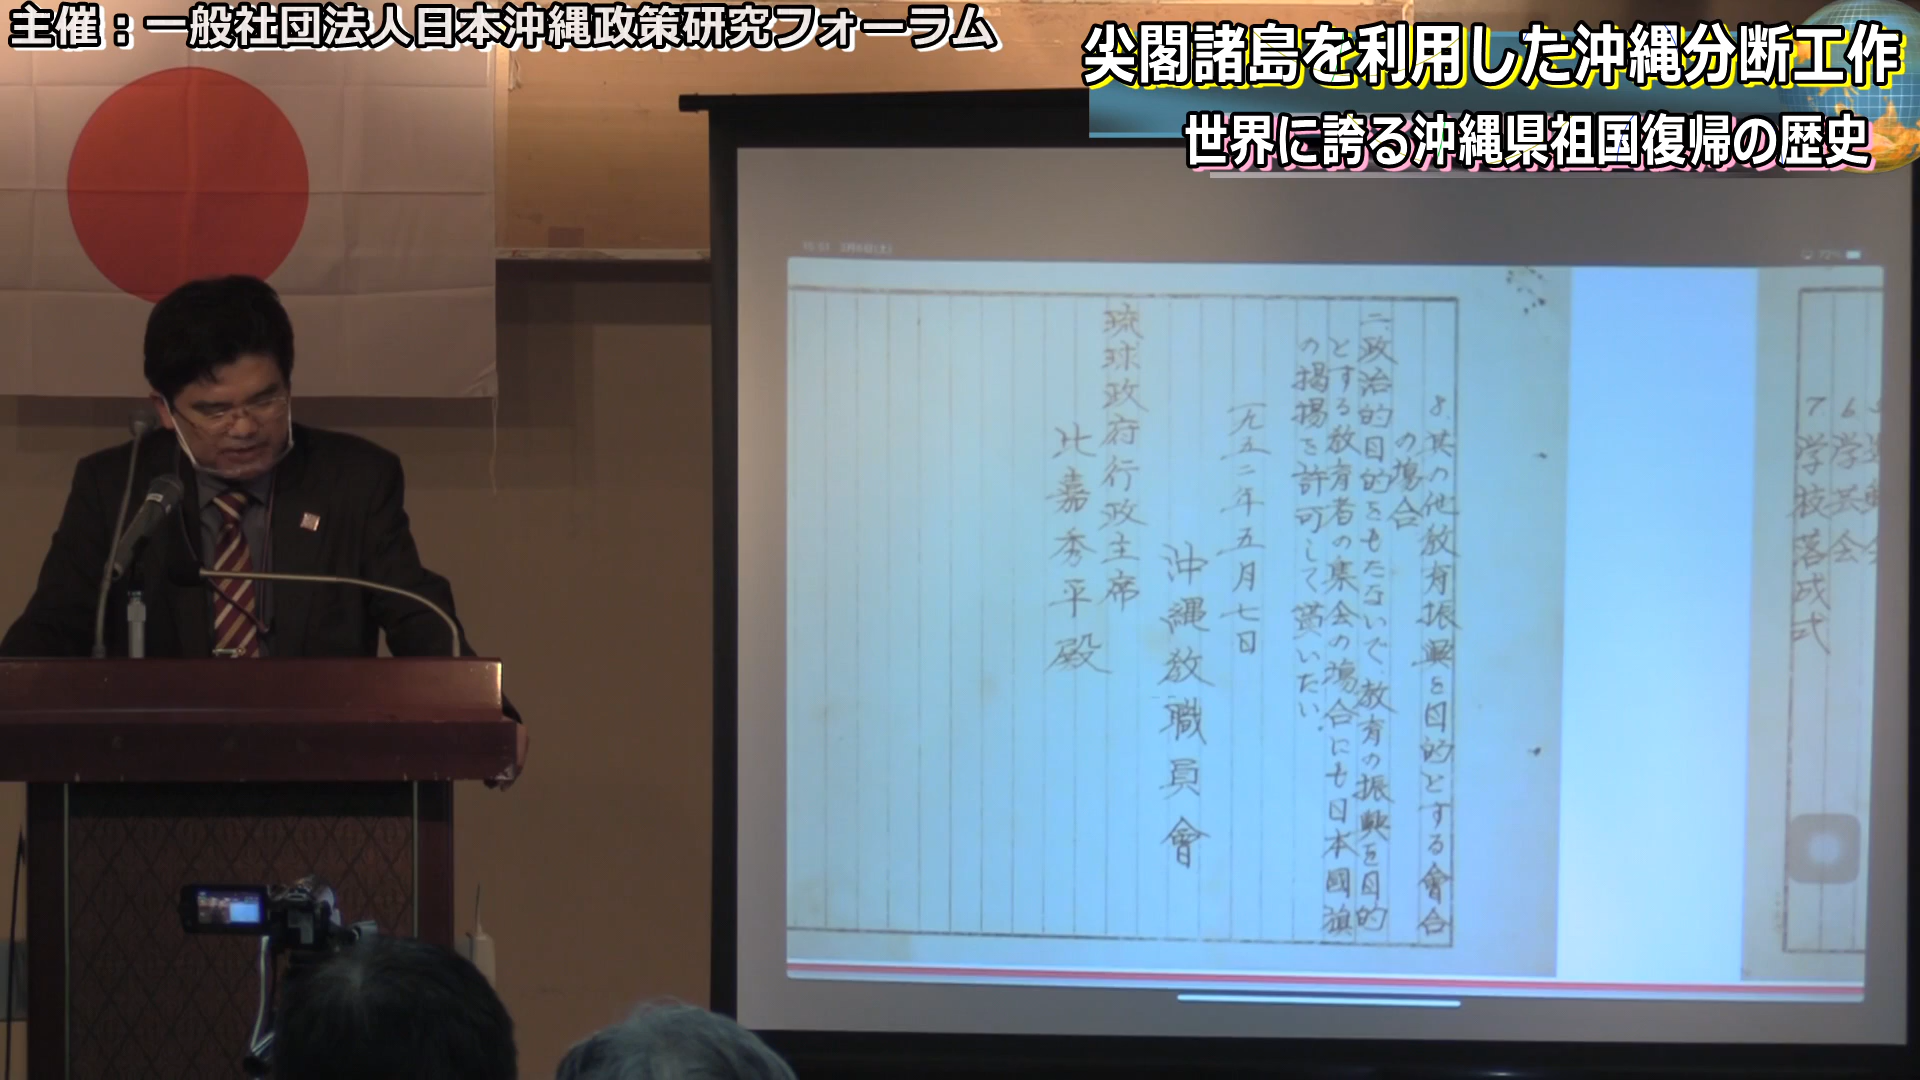 主催：一般社団法人日本沖縄政策研究フォーラム
尖閣諸島を利用した沖縄分断工作
世界に誇る沖縄県祖国復帰の歴史
72%
6. 学芸会
7. 学校落成式
8. 其の他教育振興を目的とする會合
の場合
二、政治的目的をもたないで、教育の振興を目的
とする教育者の集会の場合にも日本國旗
の掲揚を許可して貰いたい。
一九五二年五月七日
沖縄教職員會
琉球政府行政主席
比嘉秀平殿